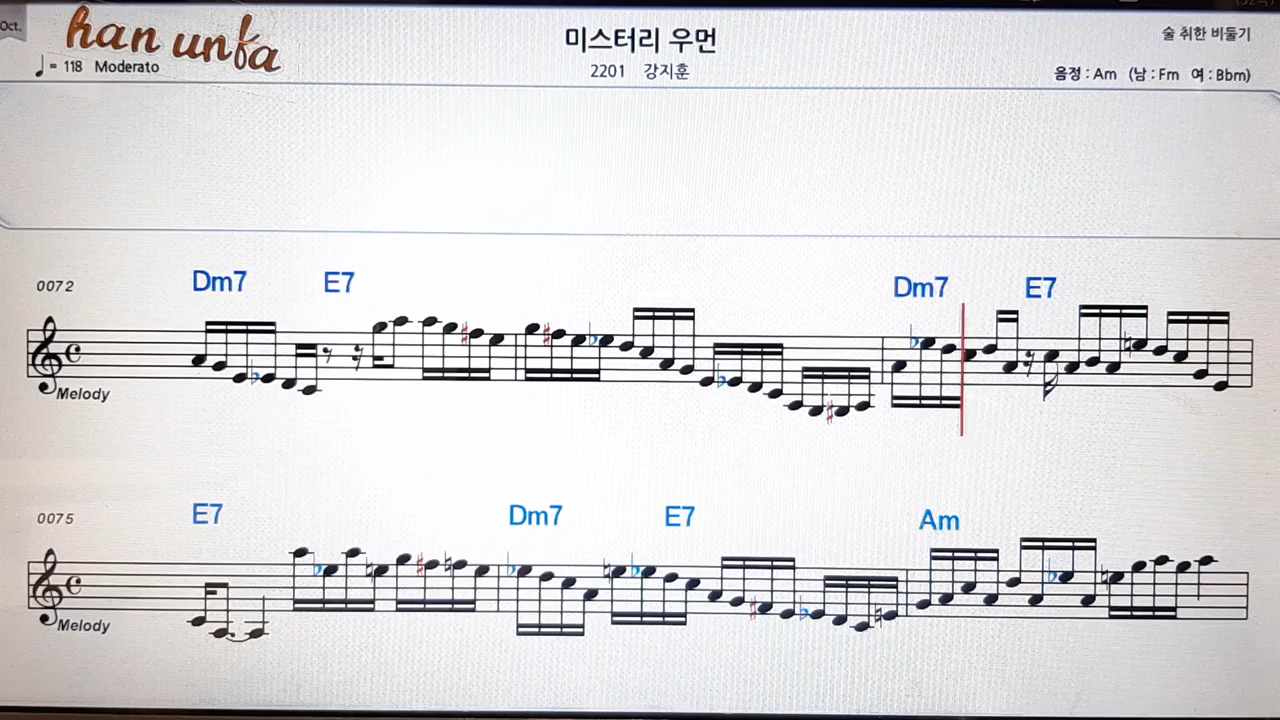 Oct.
han unfa
미스터리 우먼
술 취한 비둘기
= 118 Moderato
2201 강지훈
음정 : Am (남 : Fm 여 : Bbm)
0072
Dm7 E7 Dm7 E7
Melody
0075
E7 Dm7 E7 Am
Melody